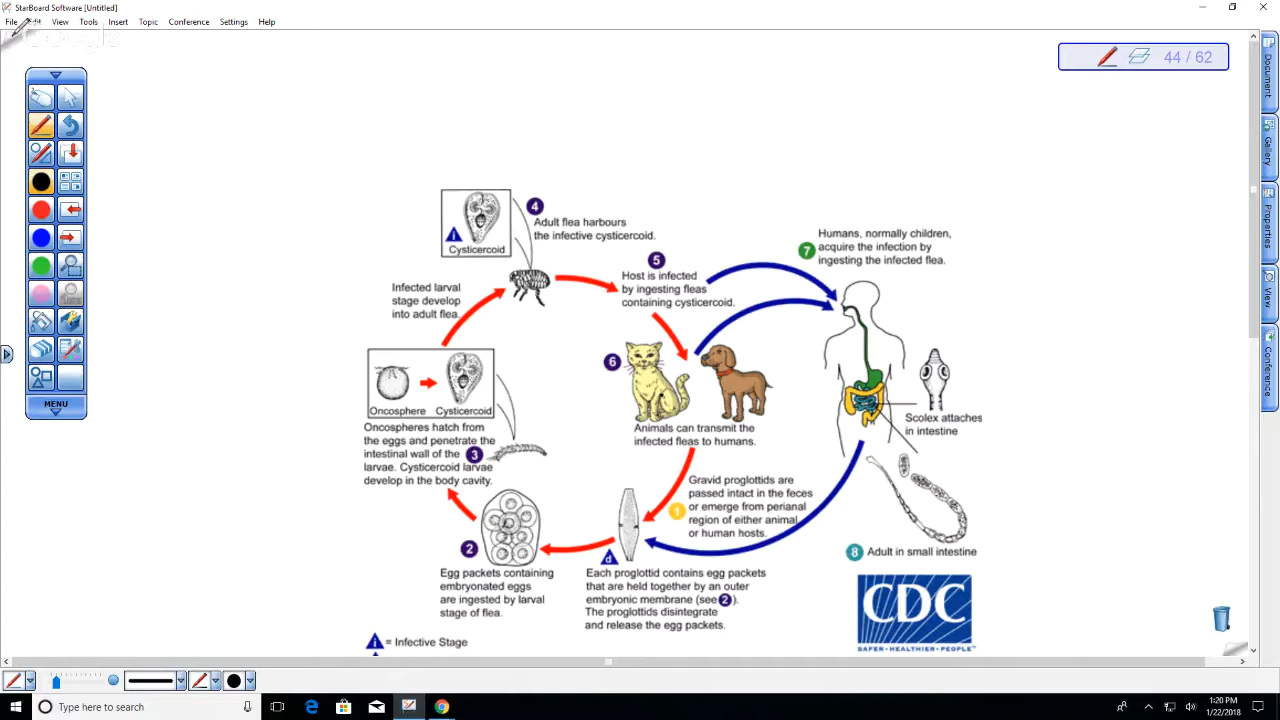 StarBoard Software [Untitled]
File Edit View Tools Insert Topic Conference Settings Help
44 / 62
Document
Gallery
Properties
View
Conference
MENU
4
Adult flea harbours
the infective cysticercoid.
i
Cysticercoid
5
Host is infected
by ingesting fleas
containing cysticercoid.
7
Humans, normally children,
acquire the infection by
ingesting the infected flea.
Infected larval
stage develop
into adult flea.
6
Oncosphere Cysticercoid
Animals can transmit the
infected fleas to humans.
Scolex attaches
in intestine
Oncospheres hatch from
the eggs and penetrate the
intestinal wall of the 3
larvae. Cysticercoid larvae
develop in the body cavity.
1
Gravid proglottids are
passed intact in the feces
or emerge from perianal
region of either animal
or human hosts.
2
Egg packets containing
embryonated eggs
are ingested by larval
stage of flea.
d
Each proglottid contains egg packets
that are held together by an outer
embryonic membrane (see 2).
The proglottids disintegrate
and release the egg packets.
8 Adult in small intestine
CDC
SAFER·HEALTHIER·PEOPLE™
i = Infective Stage
Type here to search
1:20 PM
1/22/2018